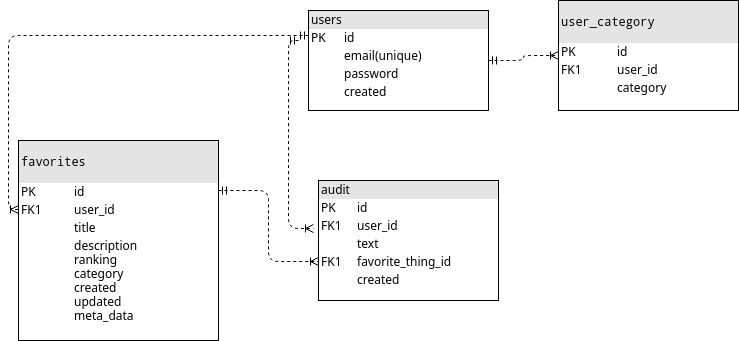 users
PK id
email(unique)
password
created
user_category
PK id
FK1 user_id
category
favorites
PK id
FK1 user_id
title
description
ranking
category
created
updated
meta_data
audit
PK id
FK1 user_id
text
FK1 favorite_thing_id
created